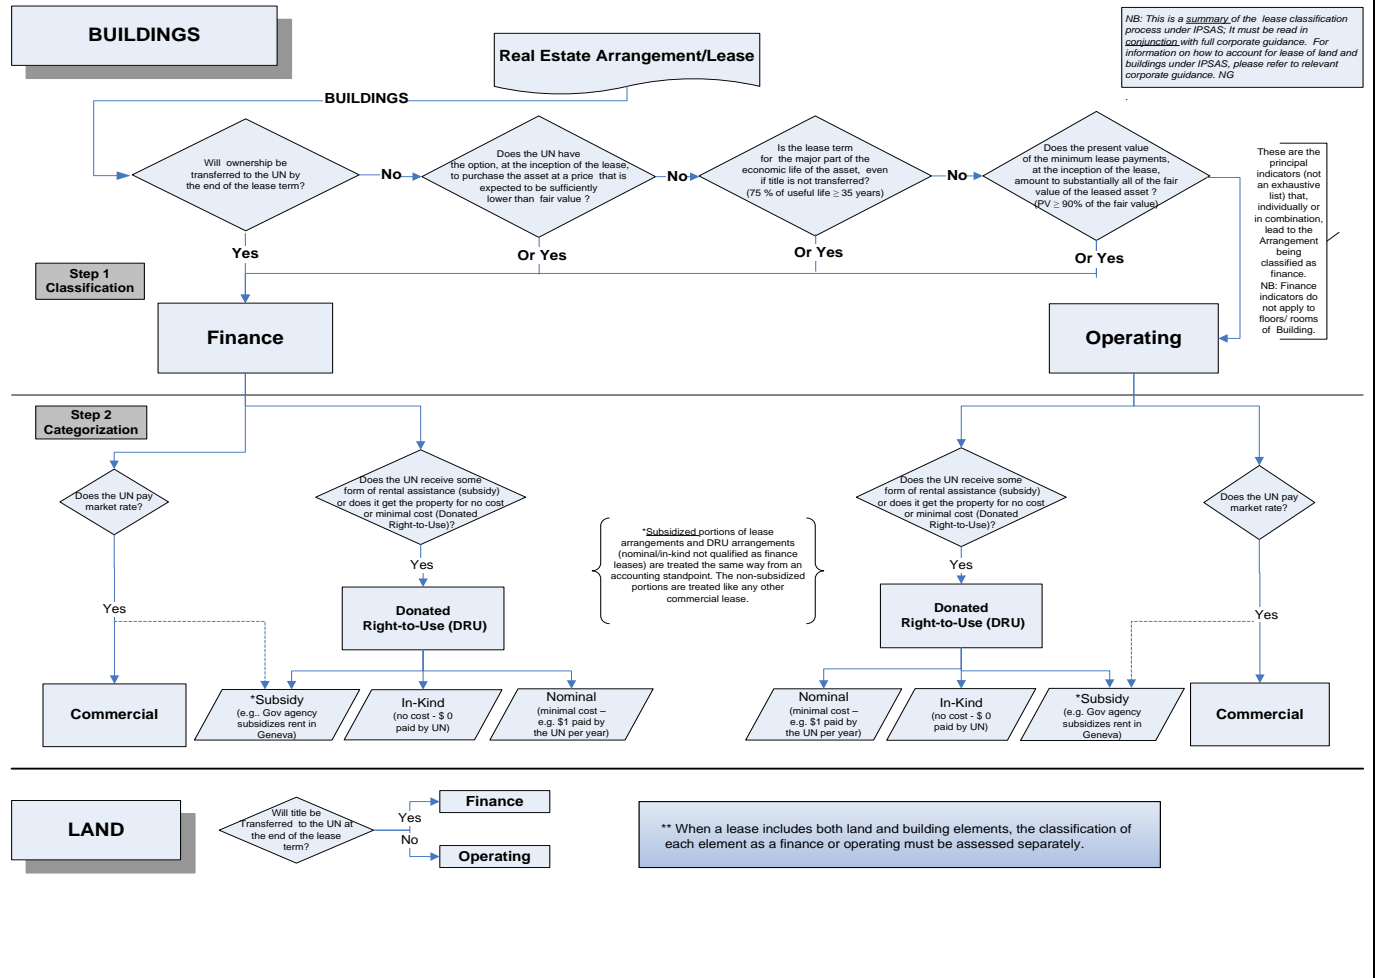 BUILDINGS
Real Estate Arrangement/Lease
NB: This is a summary of the lease classification
process under IPSAS; It must be read in
conjunction with full corporate guidance. For
information on how to account for lease of land and
buildings under IPSAS, please refer to relevant
corporate guidance. NG
BUILDINGS
Will ownership be
transferred to the UN by
the end of the lease term?
No
Does the UN have
the option, at the inception of the lease,
to purchase the asset at a price that is
expected to be sufficiently
lower than fair value ?
No
Is the lease term
for the major part of the
economic life of the asset, even
if title is not transferred?
(75 % of useful life ≥ 35 years)
No
Does the present value
of the minimum lease payments,
at the inception of the lease,
amount to substantially all of the fair
value of the leased asset ?
(PV ≥ 90% of the fair value)
These are the
principal
indicators (not
an exhaustive
list) that,
individually or
in combination,
lead to the
Arrangement
being
classified as
finance.
NB: Finance
indicators do
not apply to
floors/ rooms
of Building.
Yes
Or Yes
Or Yes
Or Yes
Step 1
Classification
Finance
Operating
Step 2
Categorization
Does the UN pay
market rate?
Does the UN receive some
form of rental assistance (subsidy)
or does it get the property for no cost
or minimal cost (Donated
Right-to-Use)?
*Subsidized portions of lease
arrangements and DRU arrangements
(nominal/in-kind not qualified as finance
leases) are treated the same way from an
accounting standpoint. The non-subsidized
portions are treated like any other
commercial lease.
Does the UN receive some
form of rental assistance (subsidy)
or does it get the property for no cost
or minimal cost (Donated
Right-to-Use)?
Does the UN pay
market rate?
Yes
Yes
Yes
Yes
Donated
Right-to-Use (DRU)
Donated
Right-to-Use (DRU)
Commercial
*Subsidy
(e.g.. Gov agency
subsidizes rent in
Geneva)
In-Kind
(no cost - $ 0
paid by UN)
Nominal
(minimal cost –
e.g. $1 paid by
the UN per year)
Nominal
(minimal cost –
e.g. $1 paid by
the UN per year)
In-Kind
(no cost - $ 0
paid by UN)
*Subsidy
(e.g. Gov agency
subsidizes rent in
Geneva)
Commercial
LAND
Will title be
Transferred to the UN at
the end of the lease
term?
Yes
No
Finance
Operating
** When a lease includes both land and building elements, the classification of
each element as a finance or operating must be assessed separately.